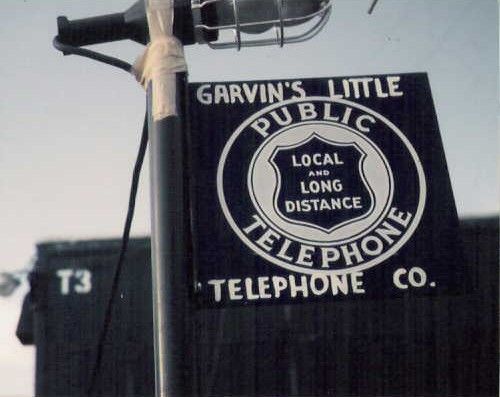 GARVIN'S LITTLE
PUBLIC
LOCAL
AND
LONG
DISTANCE
TELEPHONE
TELEPHONE CO.
T3